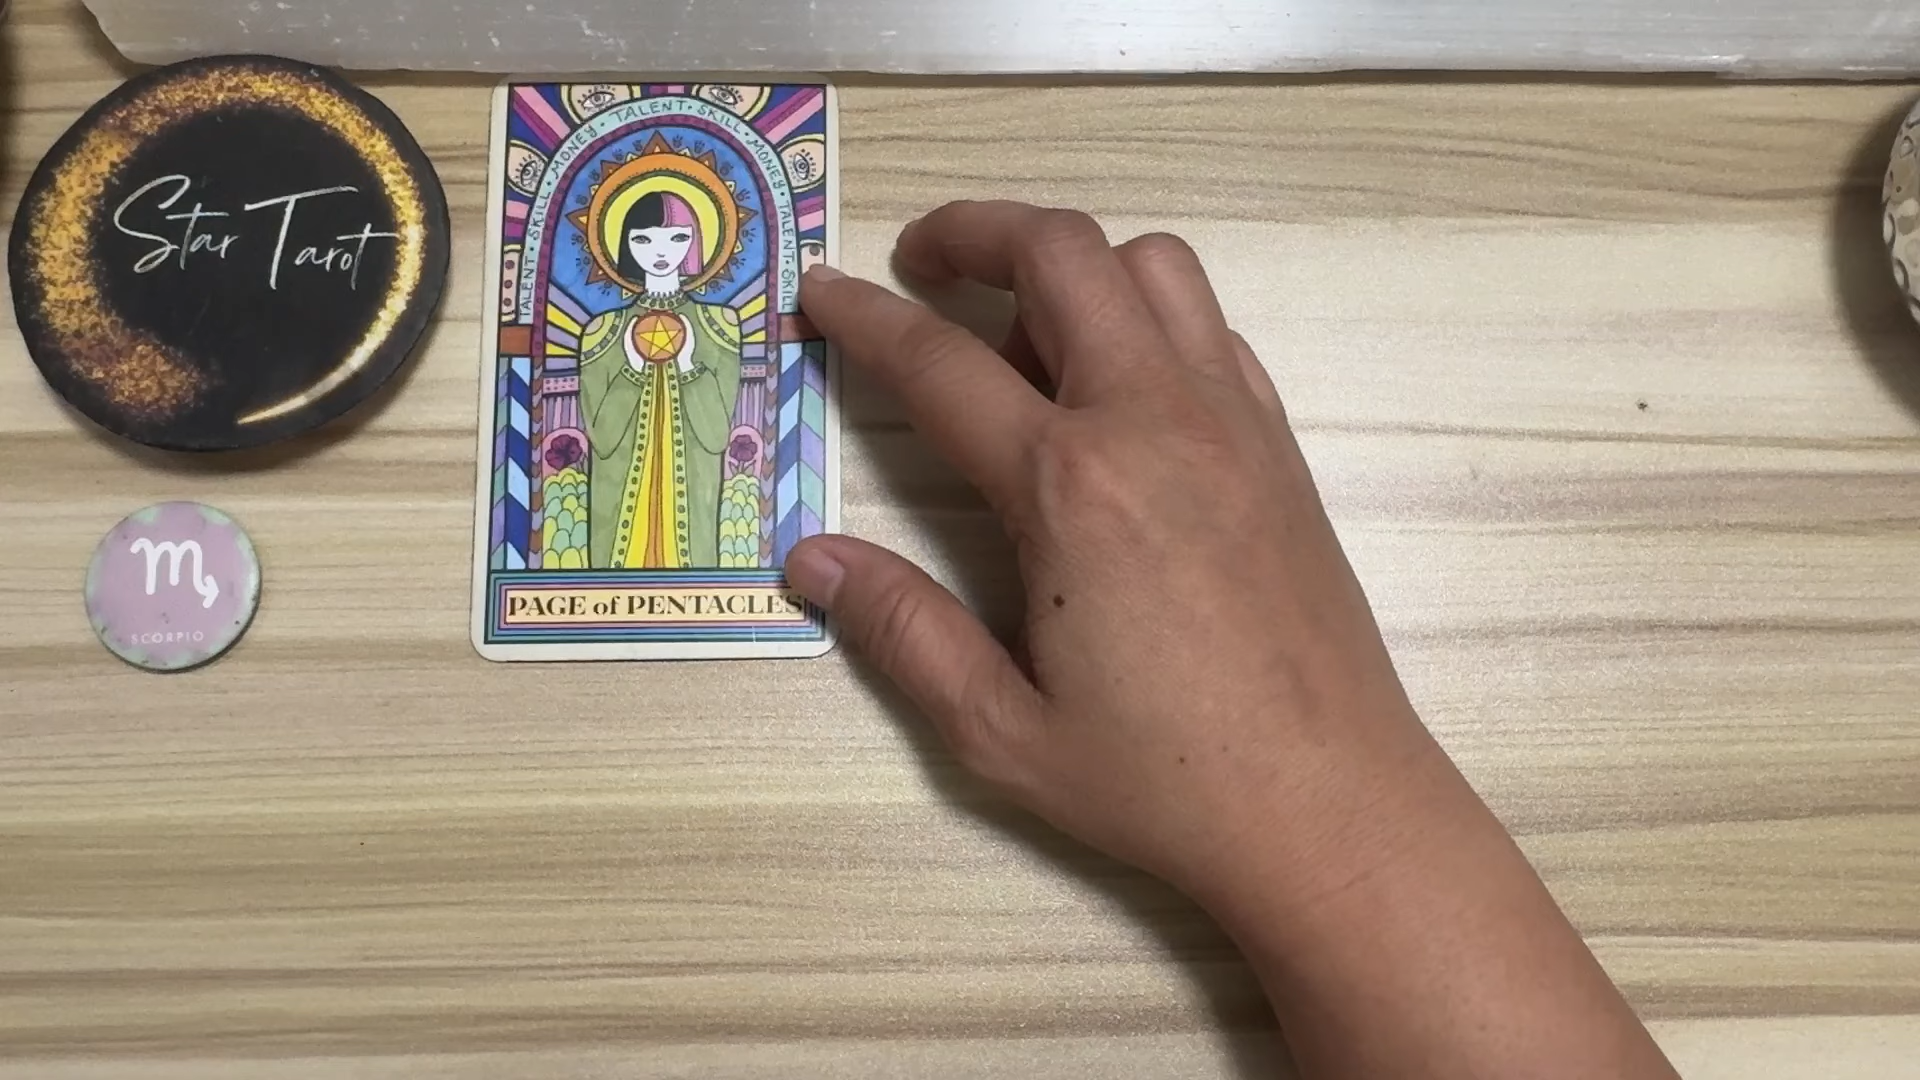 Star Tarot
TALENT • SKILL • MONEY • TALENT • SKILL • MONEY • TALENT • SKILL
PAGE of PENTACLES
SCORPIO